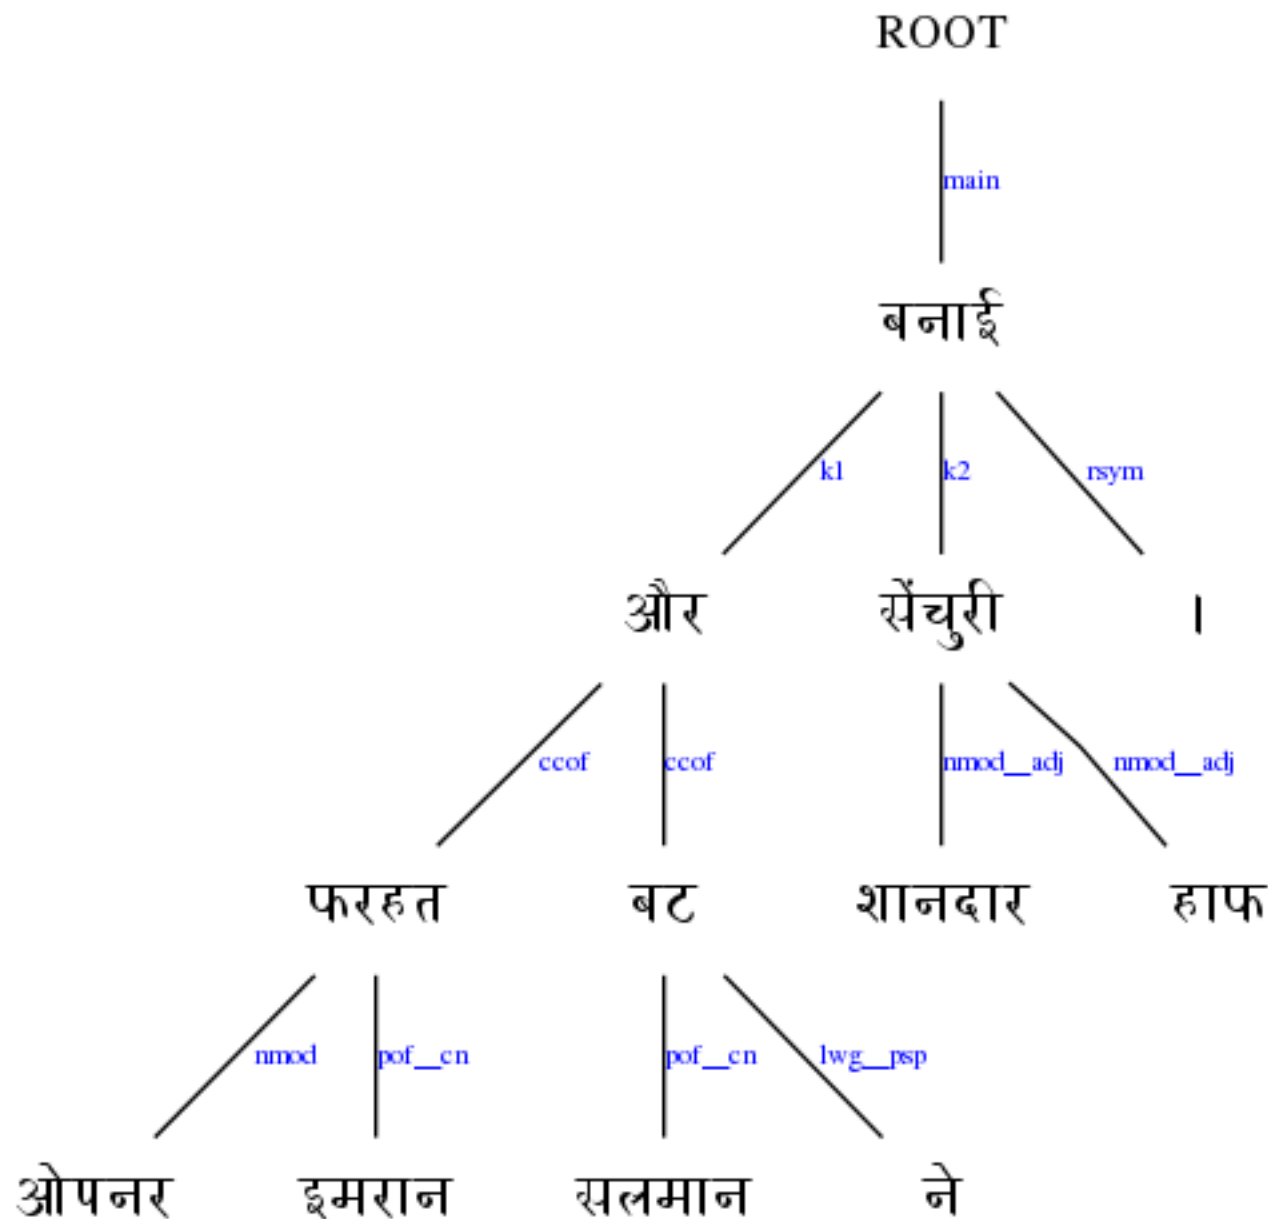 ROOT
main
बनाई
k1 k2 rsym
और सेंचुरी ।
ccof ccof nmod__adj nmod__adj
फरहत बट शानदार हाफ
nmod pof__cn pof__cn lwg__psp
ओपनर इमरान सलमान ने